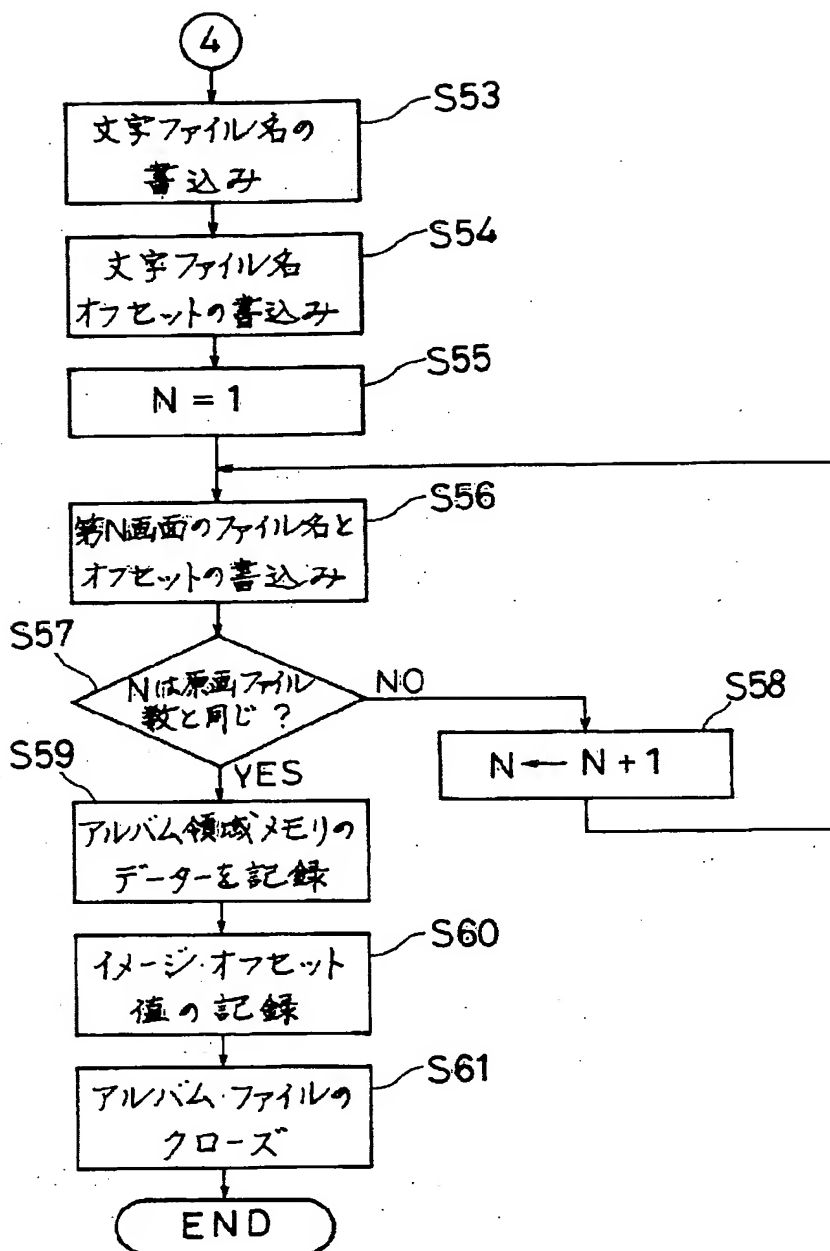 4
S53
文字ファイル名の
書込み
S54
文字ファイル名
オフセットの書込み
S55
N = 1
S56
第N画面のファイル名と
オフセットの書込み
S57
Nは原画ファイル
数と同じ？
NO
YES
S58
N ← N + 1
S59
アルバム領域メモリの
データーを記録
S60
イメージ・オフセット
値の記録
S61
アルバム・ファイルの
クローズ
END